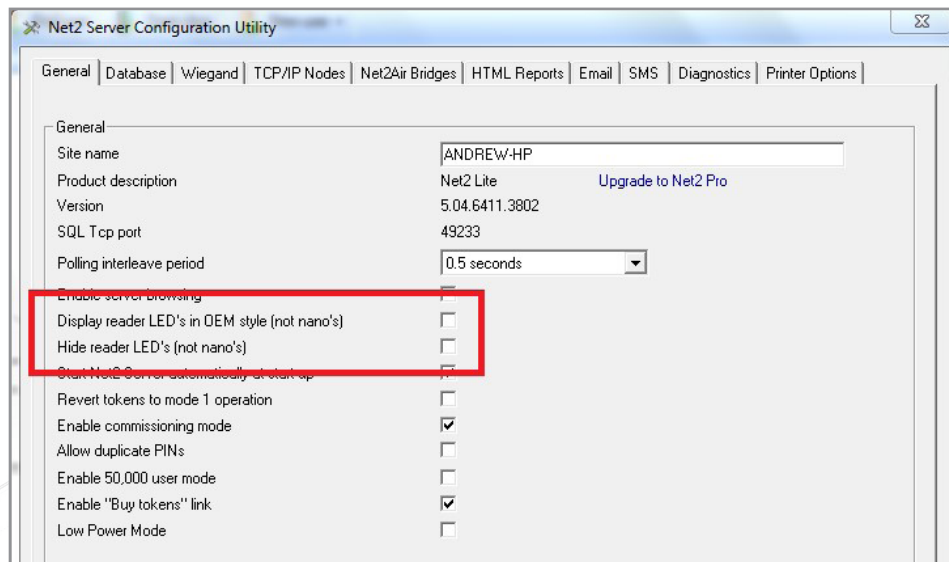 Net2 Server Configuration Utility
General Database Wiegand TCP/IP Nodes Net2Air Bridges HTML Reports Email SMS Diagnostics Printer Options
General
Site name ANDREW-HP
Product description Net2 Lite Upgrade to Net2 Pro
Version 5.04.6411.3802
SQL Tcp port 49233
Polling interleave period 0.5 seconds
Enable server browsing
Display reader LED's in OEM style (not nano's)
Hide reader LED's (not nano's)
Start Net2 Server automatically at start up
Revert tokens to mode 1 operation
Enable commissioning mode
Allow duplicate PINs
Enable 50,000 user mode
Enable "Buy tokens" link
Low Power Mode